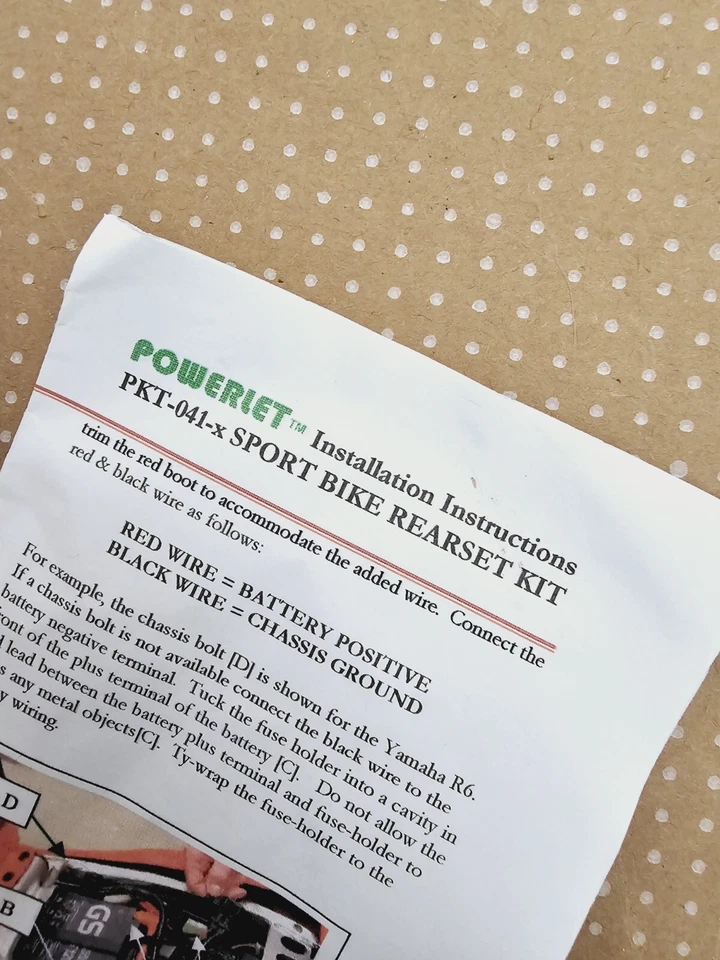 POWERLET™ Installation Instructions
PKT-041-x SPORT BIKE REARSET KIT
trim the red boot to accommodate the added wire. Connect the
red & black wire as follows:
RED WIRE = BATTERY POSITIVE
BLACK WIRE = CHASSIS GROUND
For example, the chassis bolt [D] is shown for the Yamaha R6.
If a chassis bolt is not available connect the black wire to the
battery negative terminal. Tuck the fuse holder into a cavity in
of the plus terminal of the battery [C]. Do not allow the
lead between the battery plus terminal and fuse-holder to
any metal objects[C]. Ty-wrap the fuse-holder to the
wiring.
D
B
GS